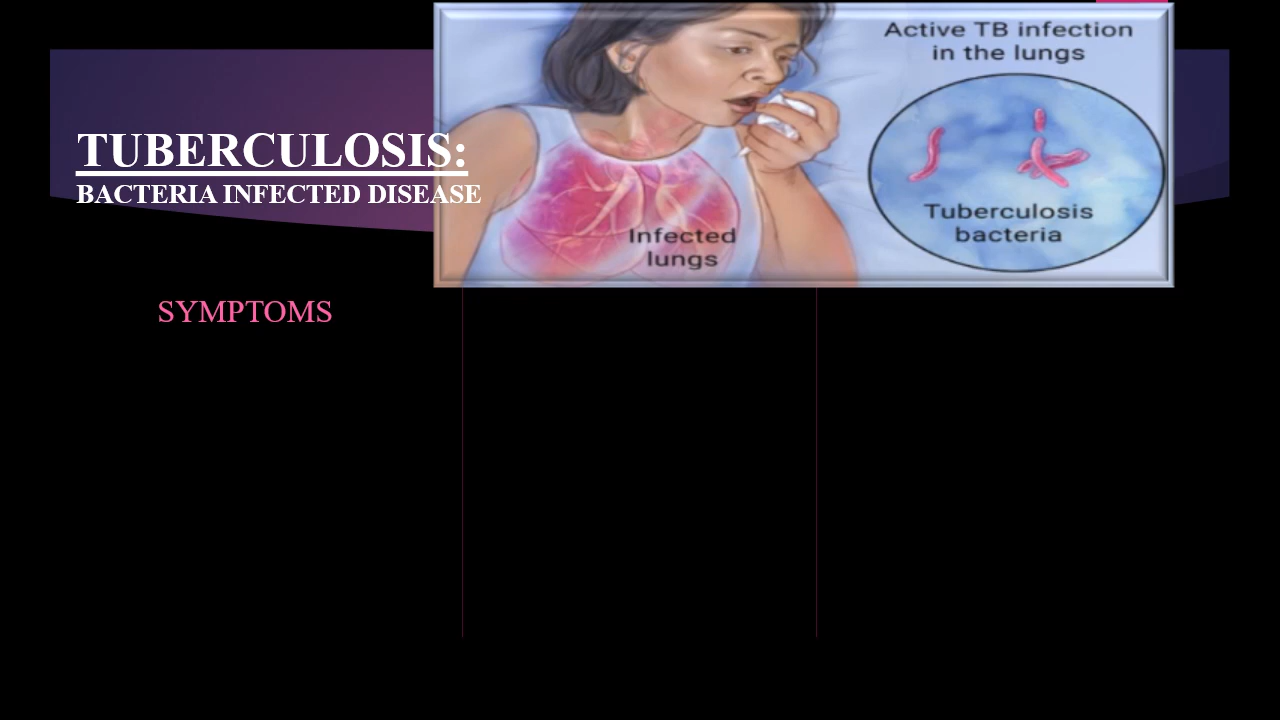 TUBERCULOSIS:
BACTERIA INFECTED DISEASE
Active TB infection
in the lungs
Infected
lungs
Tuberculosis
bacteria
SYMPTOMS